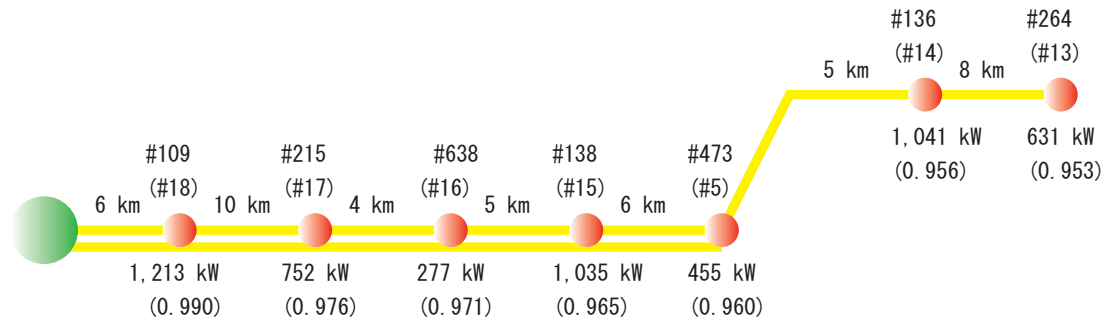 #136 #264
(#14) (#13)
5 km 8 km
1,041 kW 631 kW
(0.956) (0.953)
#109 #215 #638 #138 #473
(#18) (#17) (#16) (#15) (#5)
6 km 10 km 4 km 5 km 6 km
1,213 kW 752 kW 277 kW 1,035 kW 455 kW
(0.990) (0.976) (0.971) (0.965) (0.960)